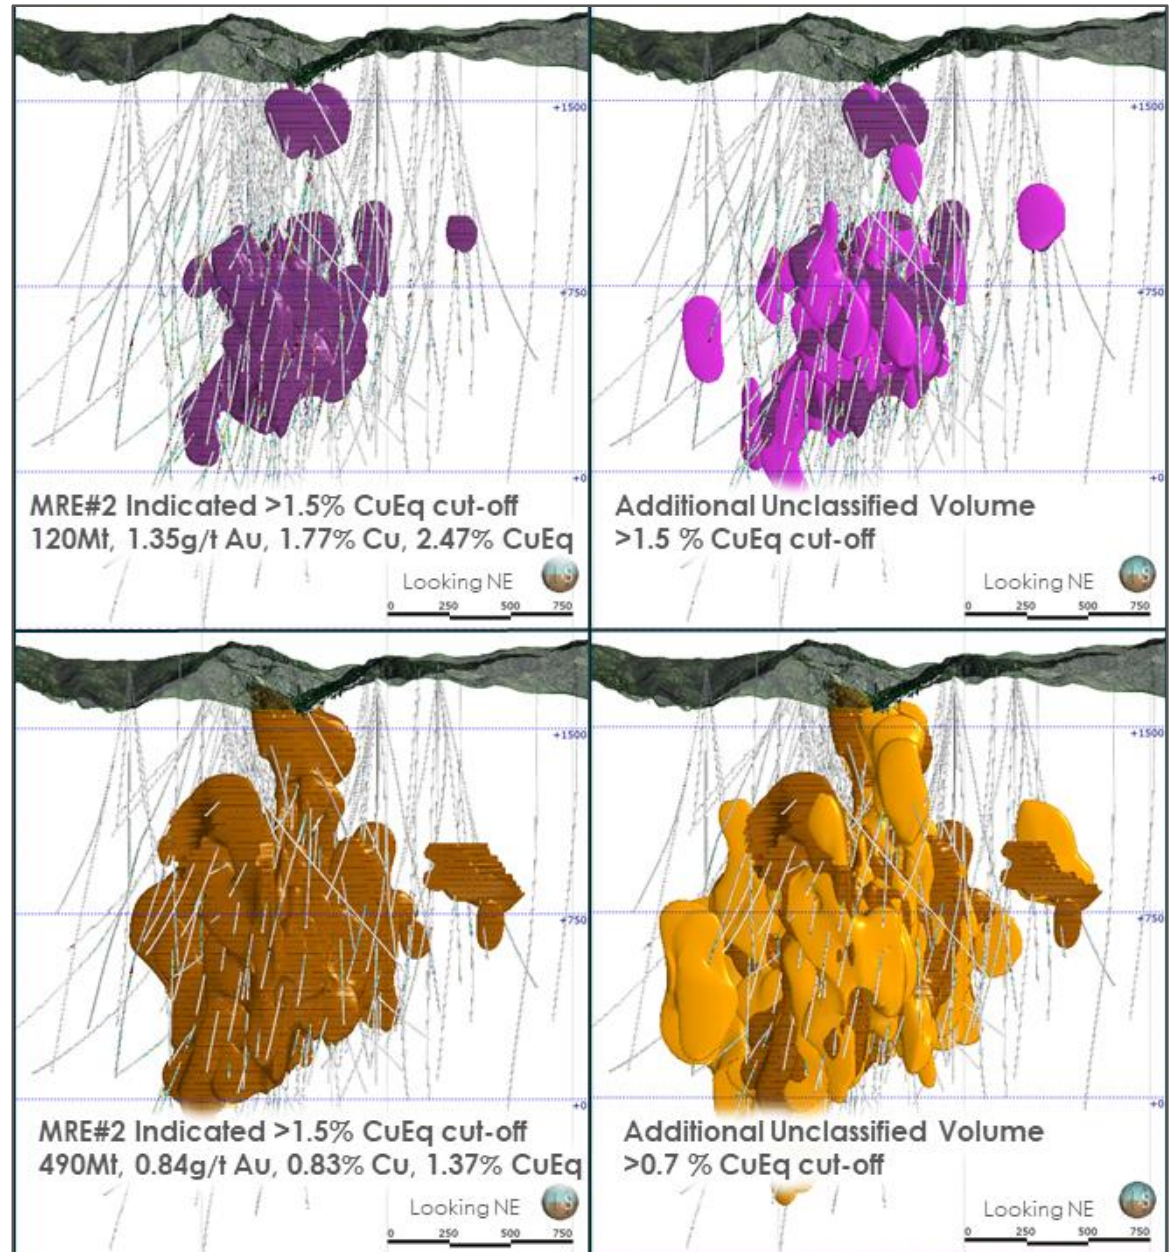 +1500
+750
+0
MRE#2 Indicated >1.5% CuEq cut-off
120Mt, 1.35g/t Au, 1.77% Cu, 2.47% CuEq
Looking NE
0 250 500 750
+1500
+750
+0
Additional Unclassified Volume
>1.5 % CuEq cut-off
Looking NE
0 250 500 750
+1500
+750
+0
MRE#2 Indicated >1.5% CuEq cut-off
490Mt, 0.84g/t Au, 0.83% Cu, 1.37% CuEq
Looking NE
0 250 500 750
+1500
+750
+0
Additional Unclassified Volume
>0.7 % CuEq cut-off
Looking NE
0 250 500 750